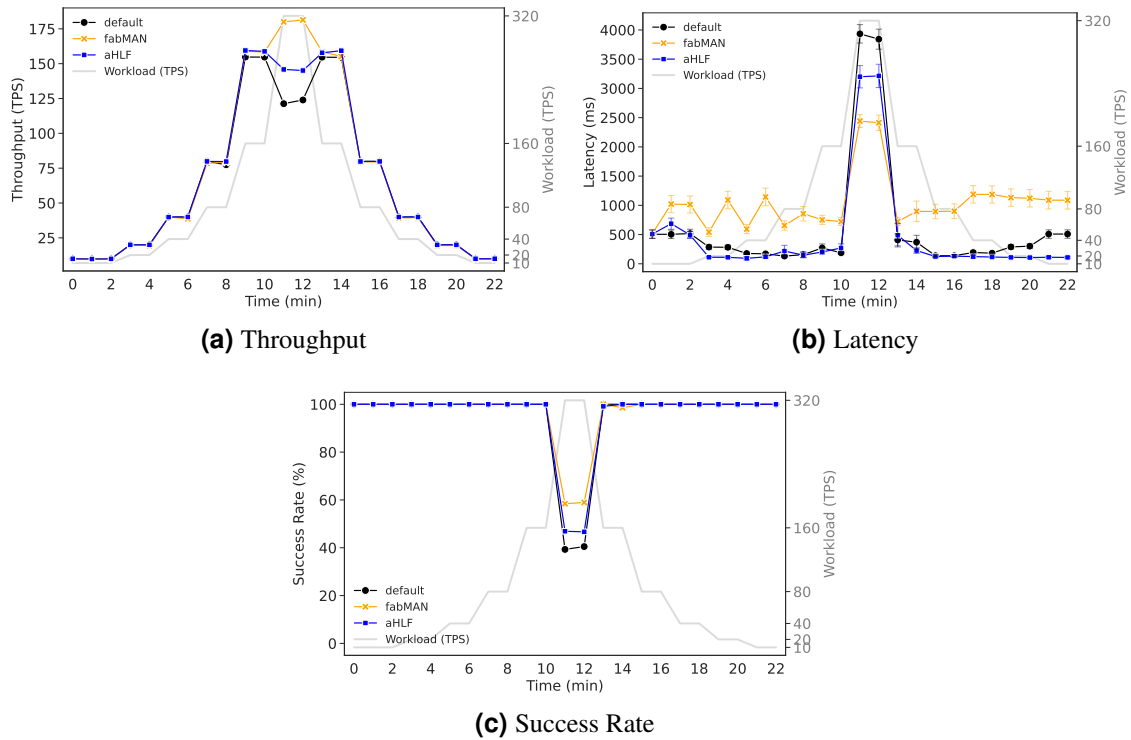 175
150
125
100
75
50
25
Throughput (TPS)
default
fabMAN
aHLF
Workload (TPS)
320
160
80
40
20
10
Workload (TPS)
0 2 4 6 8 10 12 14 16 18 20 22
Time (min)
(a) Throughput
4000
3500
3000
2500
2000
1500
1000
500
0
Latency (ms)
default
fabMAN
aHLF
Workload (TPS)
320
160
80
40
20
10
Workload (TPS)
0 2 4 6 8 10 12 14 16 18 20 22
Time (min)
(b) Latency
100
80
60
40
20
0
Success Rate (%)
default
fabMAN
aHLF
Workload (TPS)
320
160
80
40
20
10
Workload (TPS)
0 2 4 6 8 10 12 14 16 18 20 22
Time (min)
(c) Success Rate